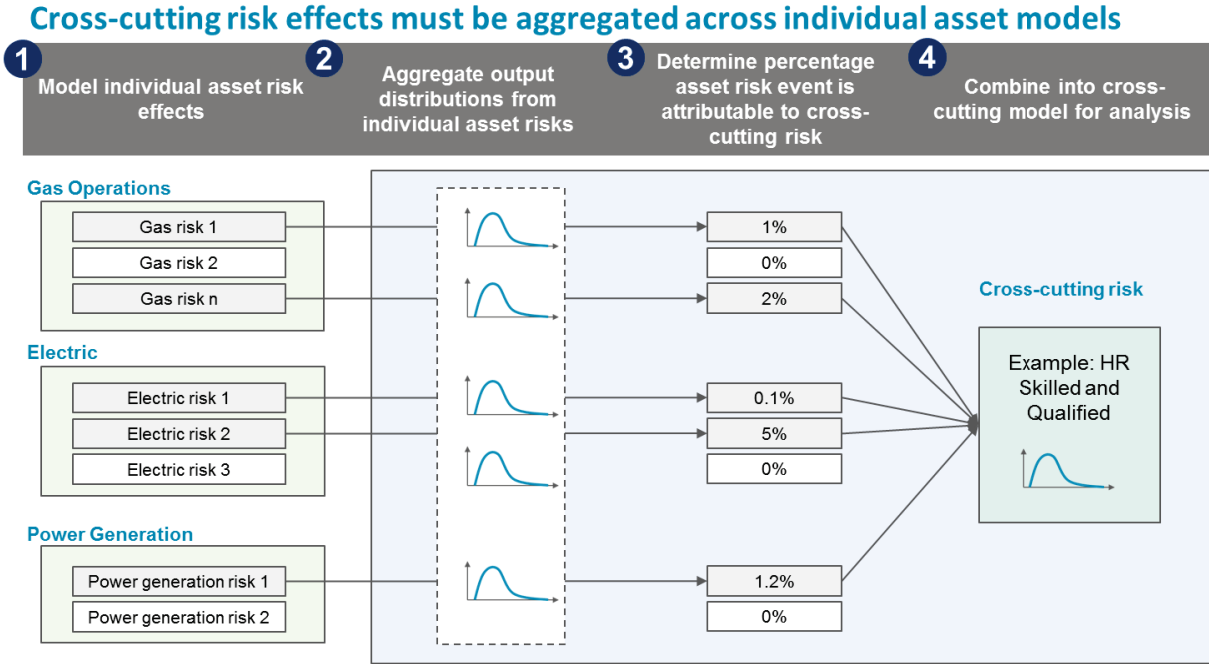 Cross-cutting risk effects must be aggregated across individual asset models
1
Model individual asset risk
effects
2
Aggregate output
distributions from
individual asset risks
3
Determine percentage
asset risk event is
attributable to cross-
cutting risk
4
Combine into cross-
cutting model for analysis
Gas Operations
Gas risk 1
Gas risk 2
Gas risk n
1%
0%
2%
Electric
Electric risk 1
Electric risk 2
Electric risk 3
0.1%
5%
0%
Power Generation
Power generation risk 1
Power generation risk 2
1.2%
0%
Cross-cutting risk
Example: HR
Skilled and
Qualified